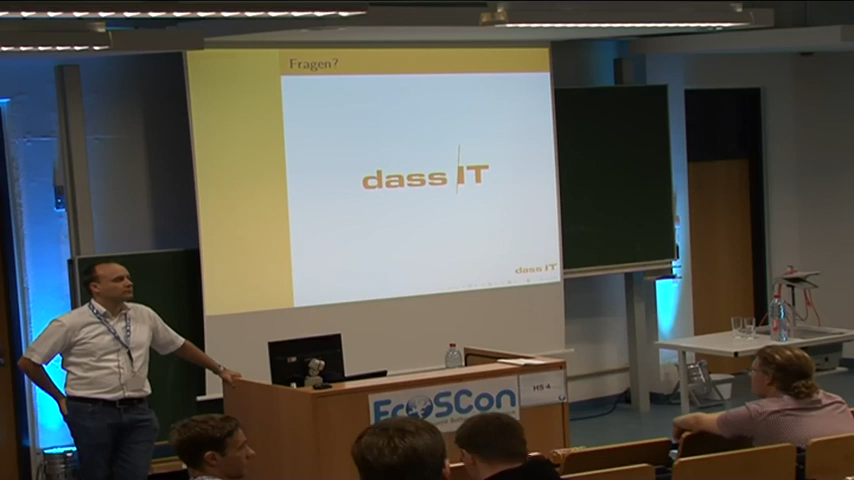 Fragen?
dass IT
dass IT
FrOSCon
HS 4